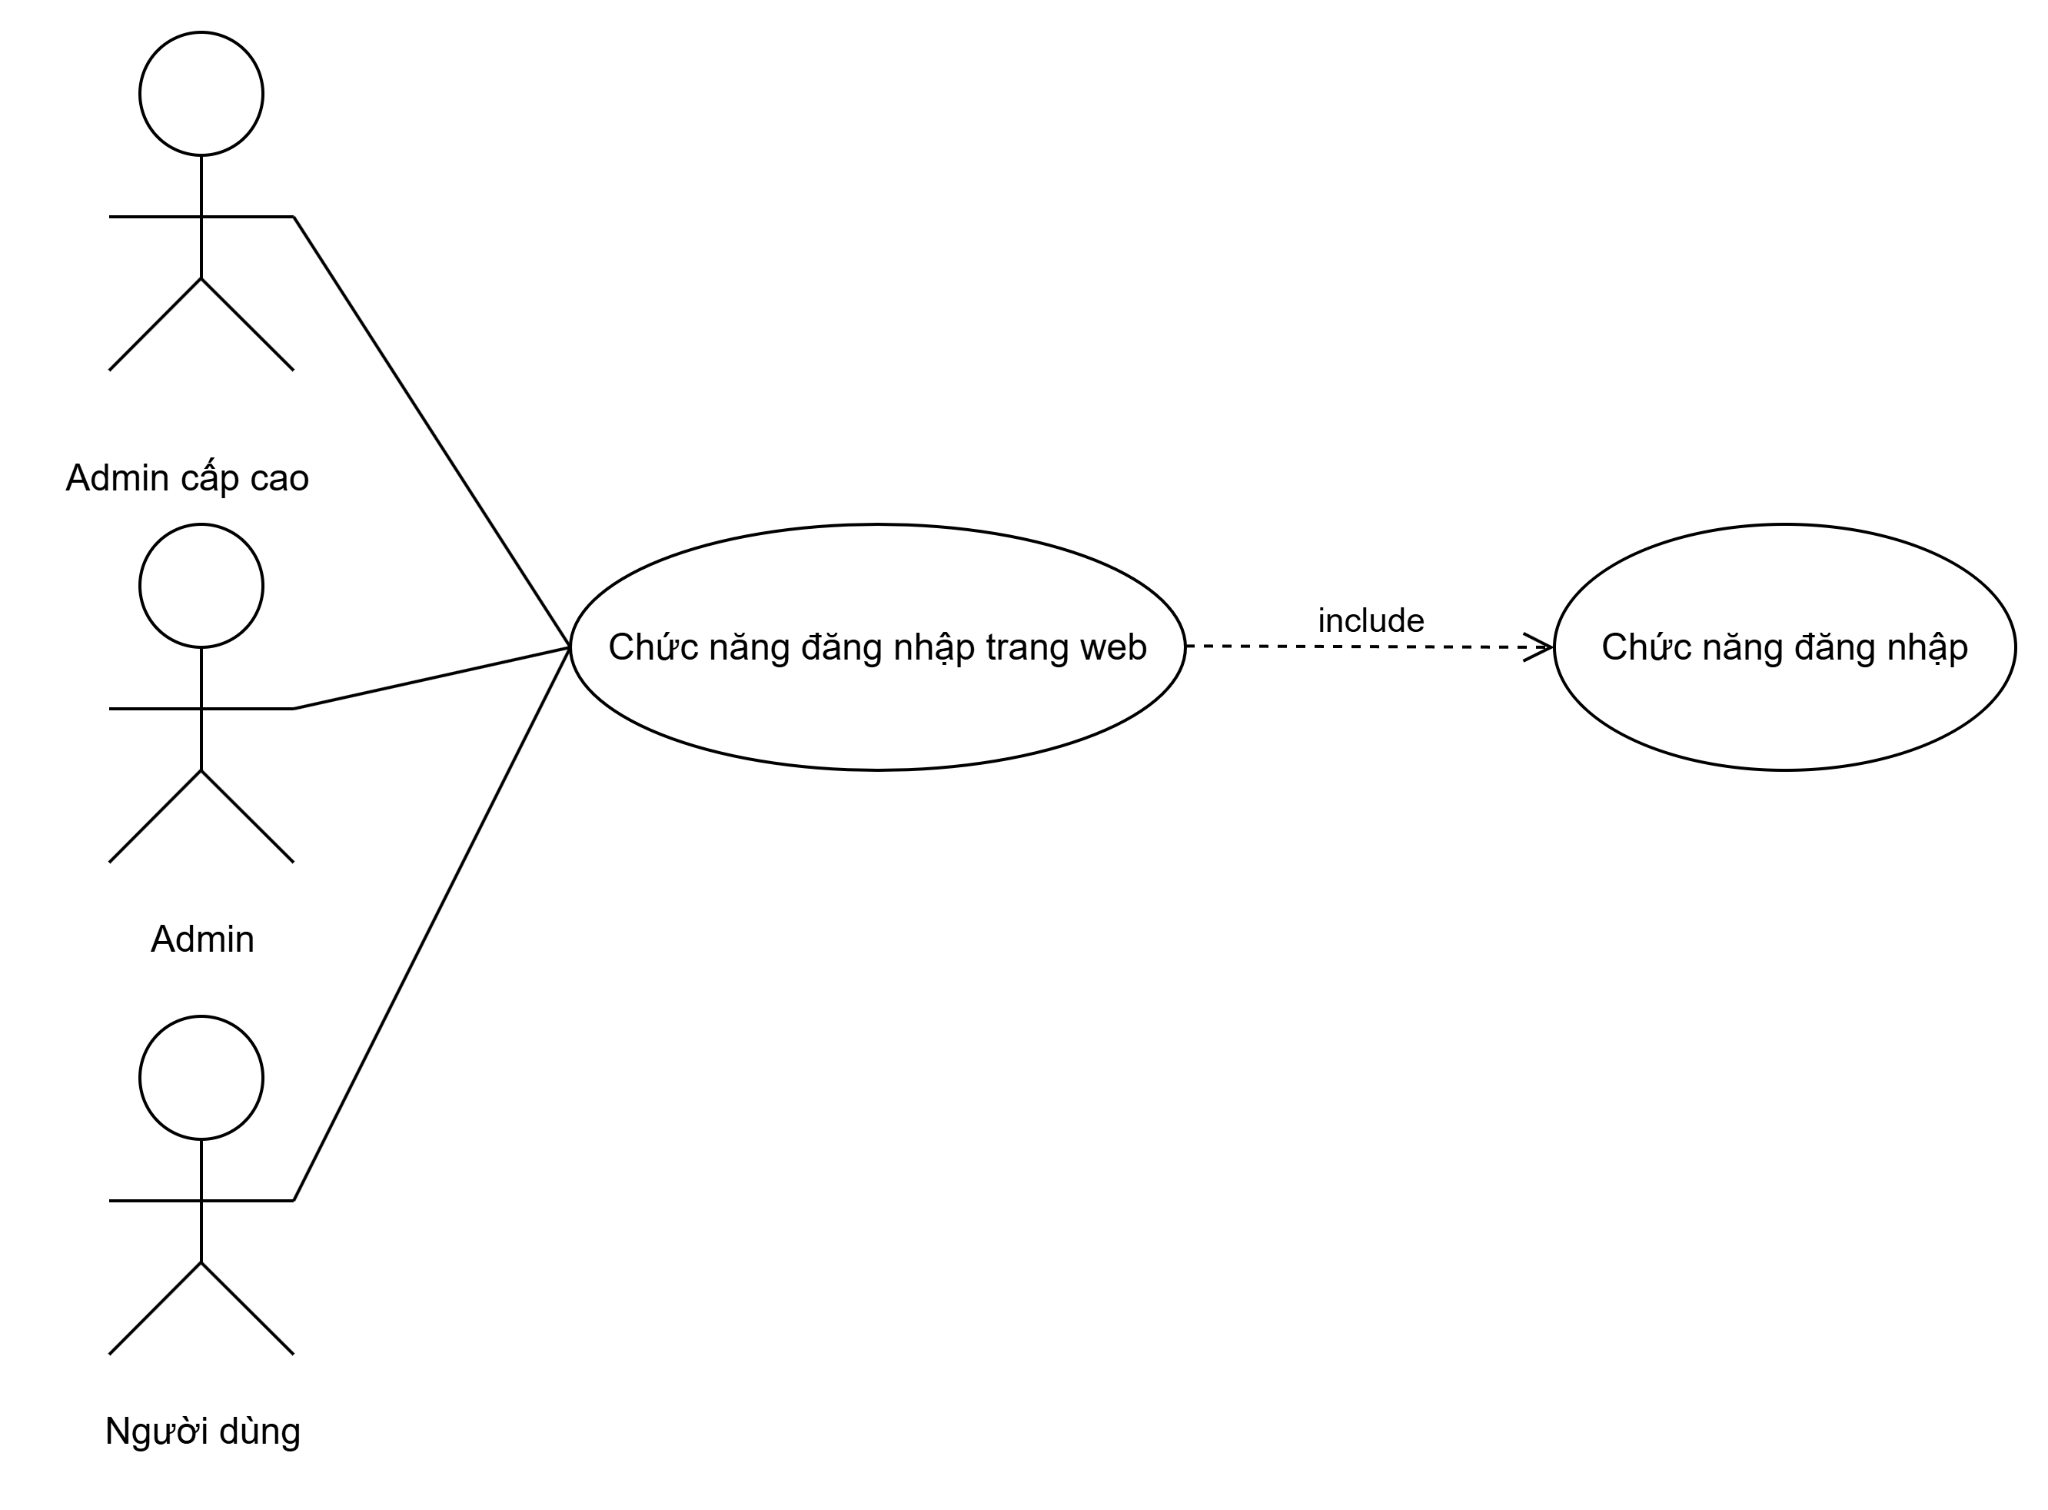 Admin cấp cao
include
Chức năng đăng nhập trang web
Chức năng đăng nhập
Admin
Người dùng